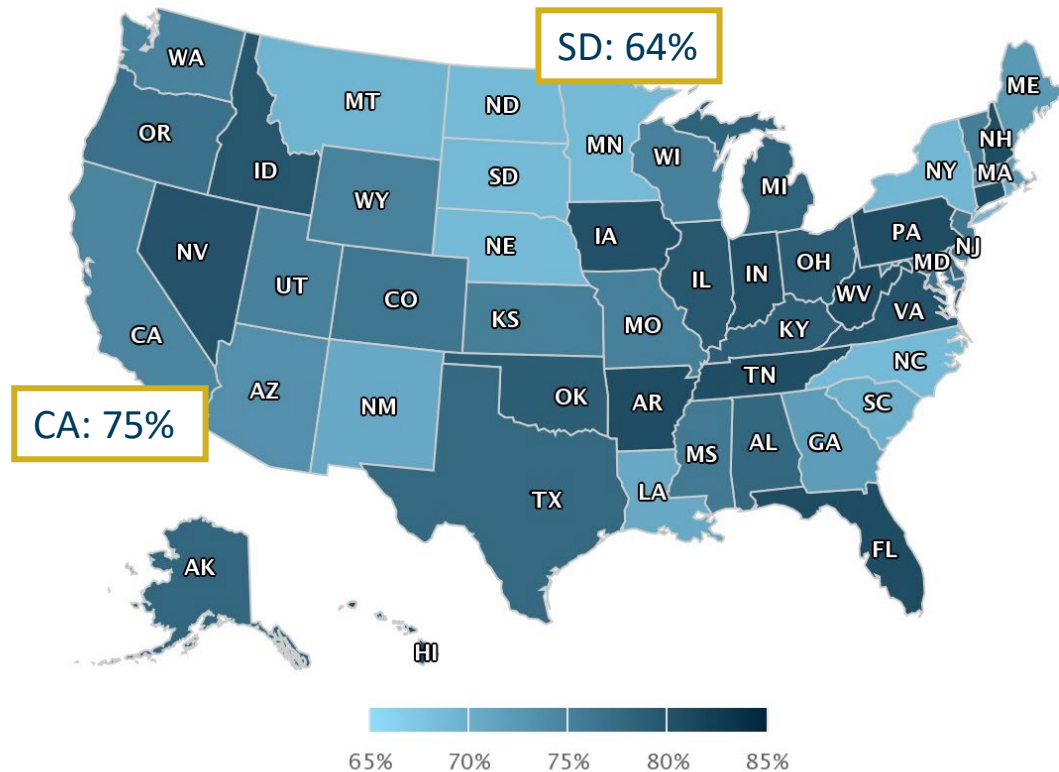 SD: 64%
WA
ME
MT
ND
OR
MN
NH
ID
WI
NY
MA
SD
MI
WY
IA
PA
NJ
NE
NV
OH
MD
IL
IN
UT
CO
WV
VA
CA
KS
MO
KY
NC
TN
AZ
OK
AR
SC
NM
CA: 75%
MS
AL
GA
LA
TX
FL
AK
HI
65% 70% 75% 80% 85%